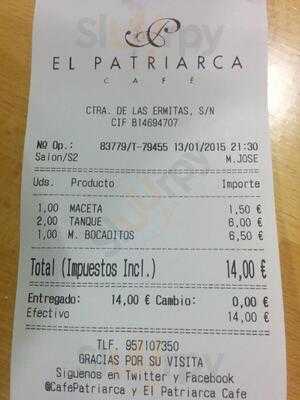 Sluurpy
EL PATRIARCA
CAFÉ
CTRA. DE LAS ERMITAS, S/N
CIF B14694707
Nº Op.: 83779/T-79455 13/01/2015 21:30
Salon/S2 M.JOSE
Uds. Producto Importe
1,00 MACETA 1,50 €
2,00 TANQUE 6,00 €
1,00 M. BOCADITOS 6,50 €
Total (Impuestos Incl.) 14,00 €
Entregado: 14,00 € Cambio: 0,00 €
Efectivo 14,00 €
TLF. 957107350
GRACIAS POR SU VISITA
Siguenos en Twitter y Facebook
@CafePatriarca y El Patriarca Cafe